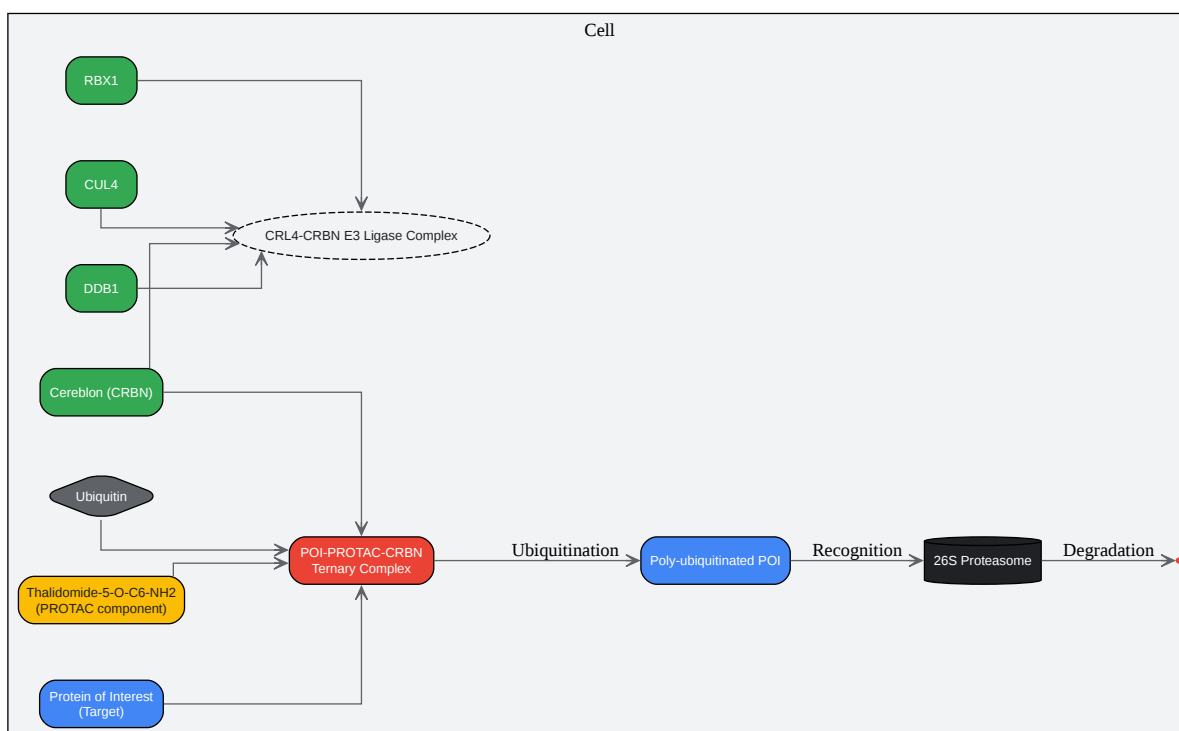 Cell
RBX1
CUL4
CRL4-CRBN E3 Ligase Complex
DDB1
Cereblon (CRBN)
Ubiquitin
POI-PROTAC-CRBN
Ternary Complex
Ubiquitination
Poly-ubiquitinated POI
Recognition
26S Proteasome
Degradation
Thalidomide-5-O-C6-NH2
(PROTAC component)
Protein of Interest
(Target)